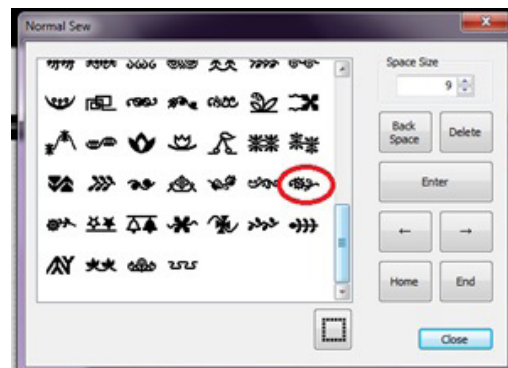 Normal Sew
Space Size
9
Back
Space
Delete
Enter
←
→
Home
End
Close